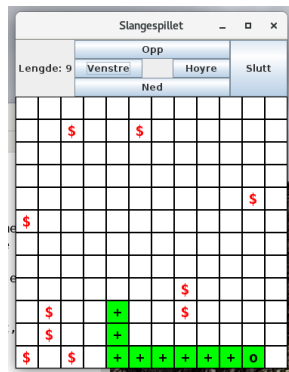 Slangespillet
Opp
Lengde: 9 Venstre Hoyre Slutt
Ned
$ $
$
$
$
$ + $
$ +
$ $ + + + + + + o